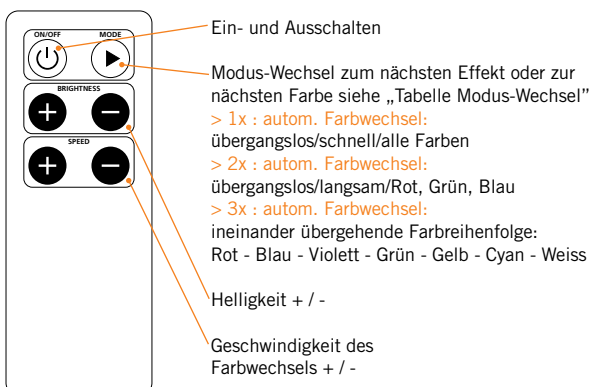 ON/OFF
MODE
BRIGHTNESS
SPEED
Ein- und Ausschalten
Modus-Wechsel zum nächsten Effekt oder zur
nächsten Farbe siehe „Tabelle Modus-Wechsel”
> 1x : autom. Farbwechsel:
übergangslos/schnell/alle Farben
> 2x : autom. Farbwechsel:
übergangslos/langsam/Rot, Grün, Blau
> 3x : autom. Farbwechsel:
ineinander übergehende Farbreihenfolge:
Rot - Blau - Violett - Grün - Gelb - Cyan - Weiss
Helligkeit + / -
Geschwindigkeit des
Farbwechsels + / -